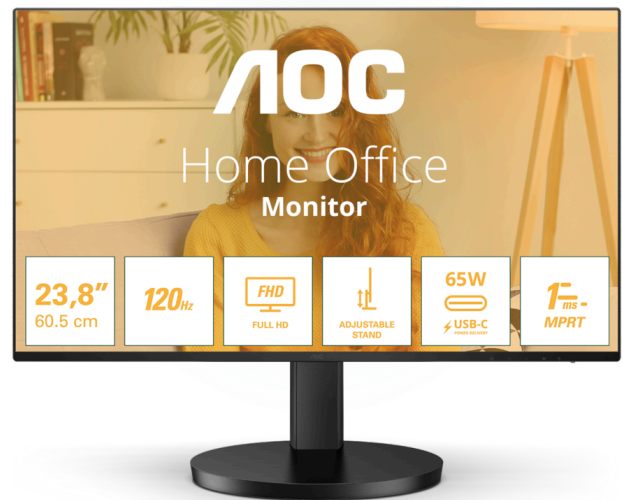 AOC
Home Office
Monitor
23,8”
60.5 cm
120Hz
FHD
FULL HD
ADJUSTABLE
STAND
65W
USB-C
POWER DELIVERY
1ms
MPRT
AOC